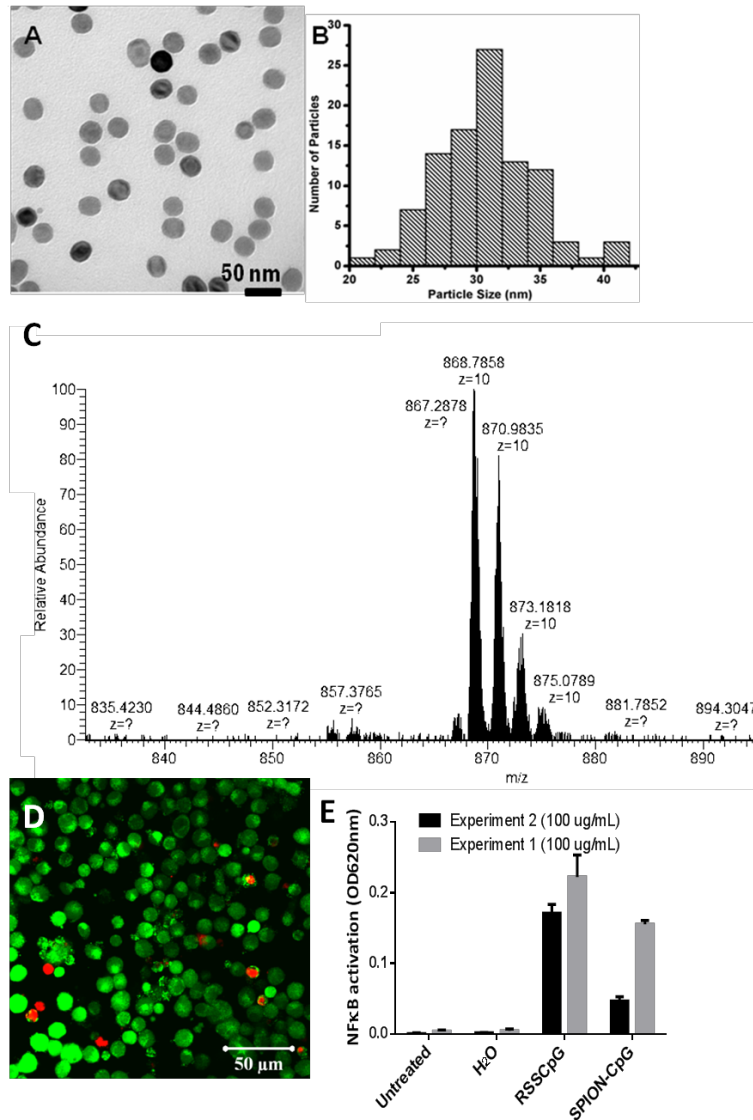 A
50 nm
B
Number of Particles
30
25
20
15
10
5
0
20 25 30 35 40
Particle Size (nm)
C
Relative Abundance
100
90
80
70
60
50
40
30
20
10
0
868.7858
z=10
867.2878
z=?
870.9835
z=10
873.1818
z=10
875.0789
z=10
835.4230
z=?
844.4860
z=?
852.3172
z=?
857.3765
z=?
881.7852
z=?
894.3047
z=?
840 850 860 870 880 890
m/z
D
50 µm
E
Experiment 2 (100 ug/mL)
Experiment 1 (100 ug/mL)
NFκB activation (OD620nm)
0.3
0.2
0.1
0.0
Untreated
H2O
RSSCpG
SPION-CpG